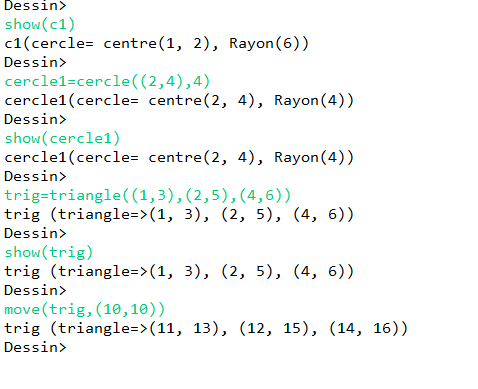 Dessin>
show(c1)
c1(cercle= centre(1, 2), Rayon(6))
Dessin>
cercle1=cercle((2,4),4)
cercle1(cercle= centre(2, 4), Rayon(4))
Dessin>
show(cercle1)
cercle1(cercle= centre(2, 4), Rayon(4))
Dessin>
trig=triangle((1,3),(2,5),(4,6))
trig (triangle=>(1, 3), (2, 5), (4, 6))
Dessin>
show(trig)
trig (triangle=>(1, 3), (2, 5), (4, 6))
Dessin>
move(trig,(10,10))
trig (triangle=>(11, 13), (12, 15), (14, 16))
Dessin>